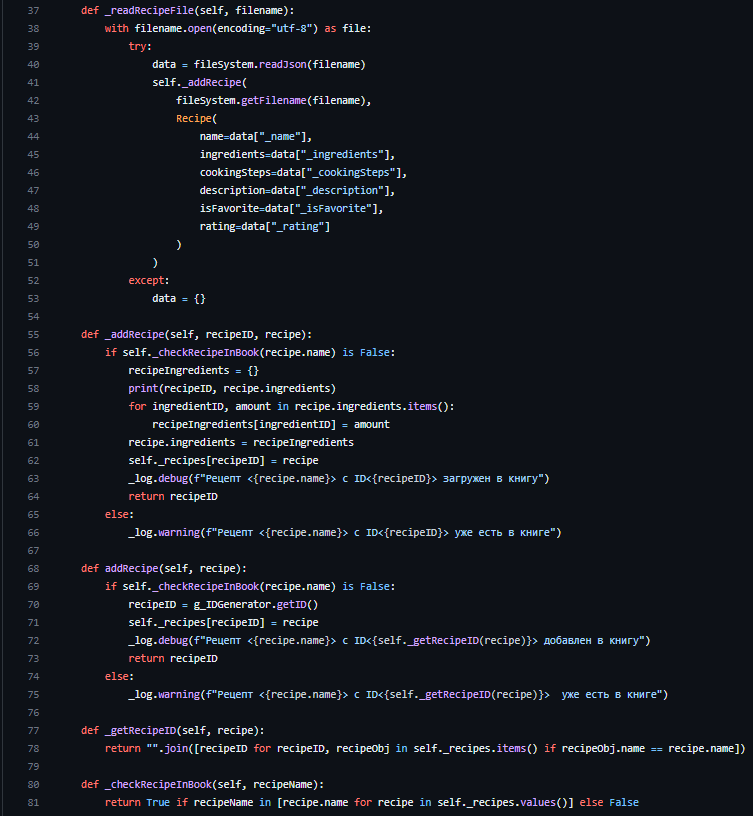 37 def _readRecipeFile(self, filename):
38 with filename.open(encoding="utf-8") as file:
39 try:
40 data = fileSystem.readJson(filename)
41 self._addRecipe(
42 fileSystem.getFilename(filename),
43 Recipe(
44 name=data["_name"],
45 ingredients=data["_ingredients"],
46 cookingSteps=data["_cookingSteps"],
47 description=data["_description"],
48 isFavorite=data["_isFavorite"],
49 rating=data["_rating"]
50 )
51 )
52 except:
53 data = {}
54
55 def _addRecipe(self, recipeID, recipe):
56 if self._checkRecipeInBook(recipe.name) is False:
57 recipeIngredients = {}
58 print(recipeID, recipe.ingredients)
59 for ingredientID, amount in recipe.ingredients.items():
60 recipeIngredients[ingredientID] = amount
61 recipe.ingredients = recipeIngredients
62 self._recipes[recipeID] = recipe
63 _log.debug(f"Рецепт <{recipe.name}> с ID<{recipeID}> загружен в книгу")
64 return recipeID
65 else:
66 _log.warning(f"Рецепт <{recipe.name}> с ID<{recipeID}> уже есть в книге")
67
68 def addRecipe(self, recipe):
69 if self._checkRecipeInBook(recipe.name) is False:
70 recipeID = g_IDGenerator.getID()
71 self._recipes[recipeID] = recipe
72 _log.debug(f"Рецепт <{recipe.name}> с ID<{self._getRecipeID(recipe)}> добавлен в книгу")
73 return recipeID
74 else:
75 _log.warning(f"Рецепт <{recipe.name}> с ID<{self._getRecipeID(recipe)}>  уже есть в книге")
76
77 def _getRecipeID(self, recipe):
78 return "".join([recipeID for recipeID, recipeObj in self._recipes.items() if recipeObj.name == recipe.name])
79
80 def _checkRecipeInBook(self, recipeName):
81 return True if recipeName in [recipe.name for recipe in self._recipes.values()] else False